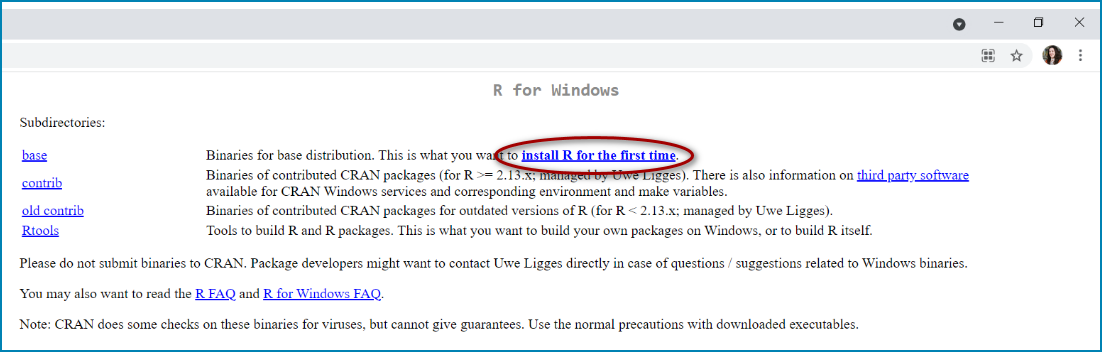 R for Windows
Subdirectories:
base Binaries for base distribution. This is what you want to install R for the first time.
contrib Binaries of contributed CRAN packages (for R >= 2.13.x; managed by Uwe Ligges). There is also information on third party software
available for CRAN Windows services and corresponding environment and make variables.
old contrib Binaries of contributed CRAN packages for outdated versions of R (for R < 2.13.x; managed by Uwe Ligges).
Rtools Tools to build R and R packages. This is what you want to build your own packages on Windows, or to build R itself.
Please do not submit binaries to CRAN. Package developers might want to contact Uwe Ligges directly in case of questions / suggestions related to Windows binaries.
You may also want to read the R FAQ and R for Windows FAQ.
Note: CRAN does some checks on these binaries for viruses, but cannot give guarantees. Use the normal precautions with downloaded executables.